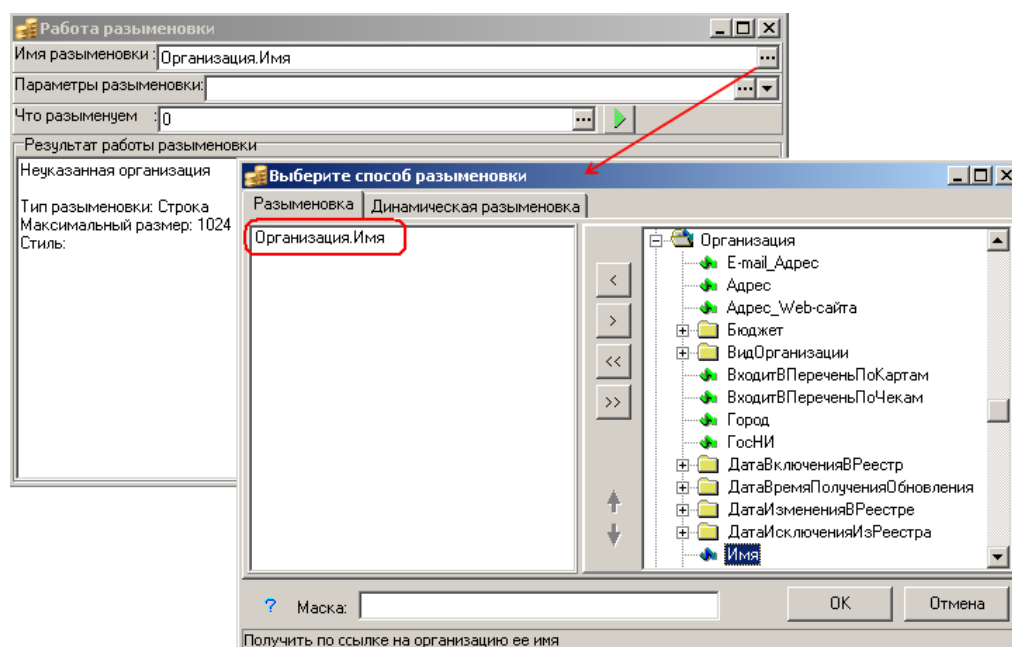 Работа разыменовки
Имя разыменовки : Организация.Имя ...
Параметры разыменовки: ...
Что разыменуем : 0 ...
Результат работы разыменовки
Неуказанная организация
Тип разыменовки: Строка
Максимальный размер: 1024
Стиль:
Выберите способ разыменовки
Разыменовка Динамическая разыменовка
Организация.Имя
<
>
<<
>>
Организация
E-mail_Адрес
Адрес
Адрес_Web-сайта
Бюджет
ВидОрганизации
ВходитВПереченьПоКартам
ВходитВПереченьПоЧекам
Город
ГосНИ
ДатаВключенияВРеестр
ДатаВремяПолученияОбновления
ДатаИзмененияВРеестре
ДатаИсключенияИзРеестра
Имя
? Маска: OK Отмена
Получить по ссылке на организацию ее имя